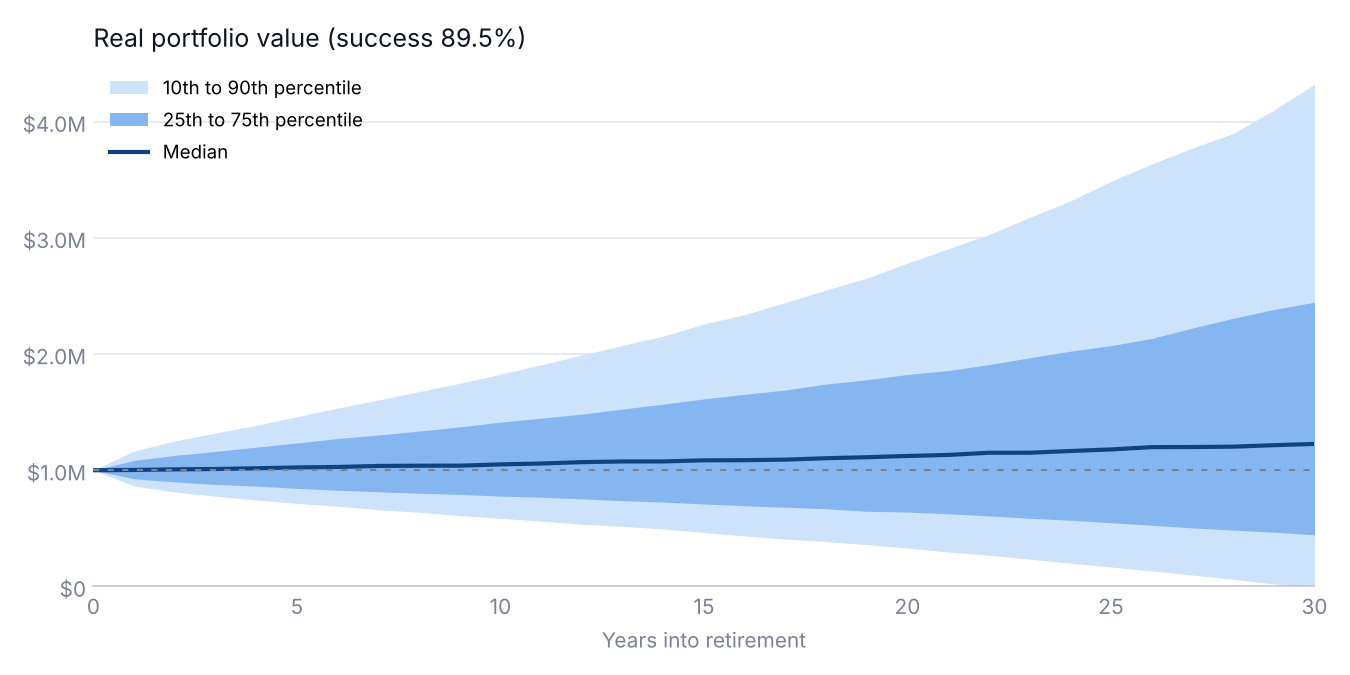 Real portfolio value (success 89.5%)
10th to 90th percentile
25th to 75th percentile
Median
$4.0M
$3.0M
$2.0M
$1.0M
$0
0 5 10 15 20 25 30
Years into retirement